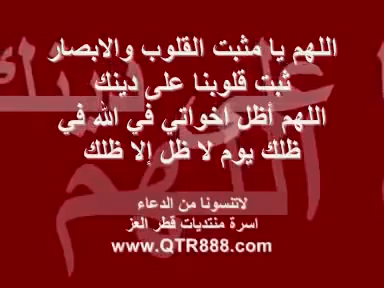 اللهم يا مثبت القلوب والابصار
ثبت قلوبنا على دينك
اللهم أظل اخواتي في الله في
ظلك يوم لا ظل إلا ظلك
لاتنسونا من الدعاء
اسرة منتديات قطر العز
www.QTR888.com